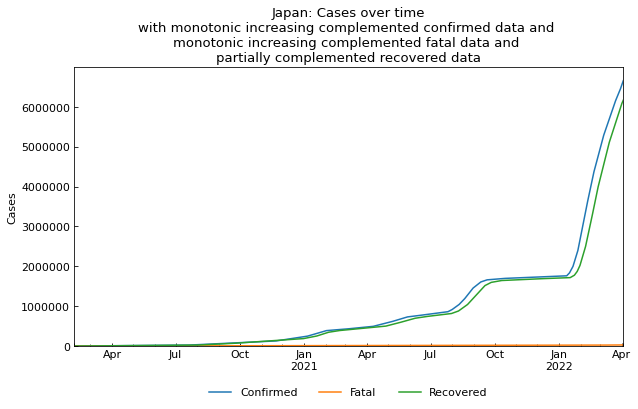 Japan: Cases over time
with monotonic increasing complemented confirmed data and
monotonic increasing complemented fatal data and
partially complemented recovered data
Cases
6000000
5000000
4000000
3000000
2000000
1000000
0
Apr Jul Oct Jan Apr Jul Oct Jan Apr
2021 2022
Confirmed Fatal Recovered